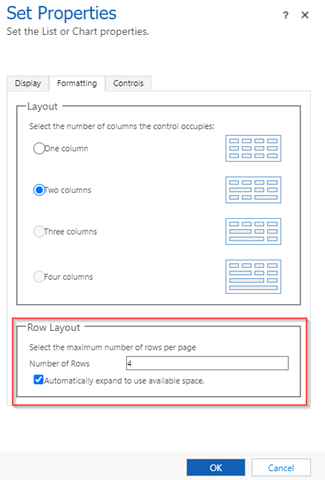 Set Properties
? ×
Set the List or Chart properties.
Display Formatting Controls
Layout
Select the number of columns the control occupies:
One column
Two columns
Three columns
Four columns
Row Layout
Select the maximum number of rows per page
Number of Rows 4
Automatically expand to use available space.
OK Cancel